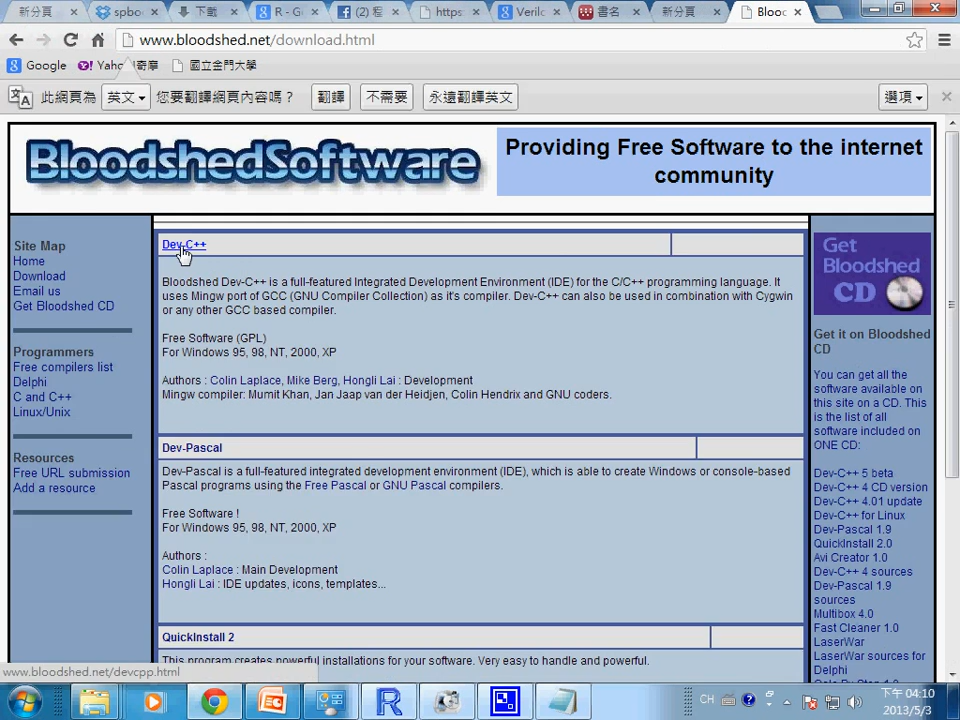 新分頁
spbo
下載
R - G
(2) 程
https
Veril
書名
新分頁
Blooc
www.bloodshed.net/download.html
Google
國立金門大學
此網頁為 英文 您要翻譯網頁內容嗎？ 翻譯 不需要 永遠翻譯英文 選項
BloodshedSoftware
Providing Free Software to the internet
community
Site Map
Home
Download
Email us
Get Bloodshed CD
Programmers
Free compilers list
Delphi
C and C++
Linux/Unix
Resources
Free URL submission
Add a resource
Dev-C++
Bloodshed Dev-C++ is a full-featured Integrated Development Environment (IDE) for the C/C++ programming language. It
uses Mingw port of GCC (GNU Compiler Collection) as it's compiler. Dev-C++ can also be used in combination with Cygwin
or any other GCC based compiler.
Free Software (GPL)
For Windows 95, 98, NT, 2000, XP
Authors : Colin Laplace, Mike Berg, Hongli Lai : Development
Mingw compiler: Mumit Khan, Jan Jaap van der Heidjen, Colin Hendrix and GNU coders.
Dev-Pascal
Dev-Pascal is a full-featured integrated development environment (IDE), which is able to create Windows or console-based
Pascal programs using the Free Pascal or GNU Pascal compilers.
Free Software !
For Windows 95, 98, NT, 2000, XP
Authors :
Colin Laplace : Main Development
Hongli Lai : IDE updates, icons, templates...
QuickInstall 2
This program creates powerful installations for your software. Very easy to handle and powerful.
Get
Bloodshed
CD
Get it on Bloodshed
CD
You can get all the
software available on
this site on a CD. This
is the list of all
software included on
ONE CD:
Dev-C++ 5 beta
Dev-C++ 4 CD version
Dev-C++ 4.01 update
Dev-C++ for Linux
Dev-Pascal 1.9
QuickInstall 2.0
Avi Creator 1.0
Dev-C++ 4 sources
Dev-Pascal 1.9
sources
Multibox 4.0
Fast Cleaner 1.0
LaserWar
LaserWar sources for
Delphi
www.bloodshed.net/devcpp.html
CH
下午 04:10
2013/5/3